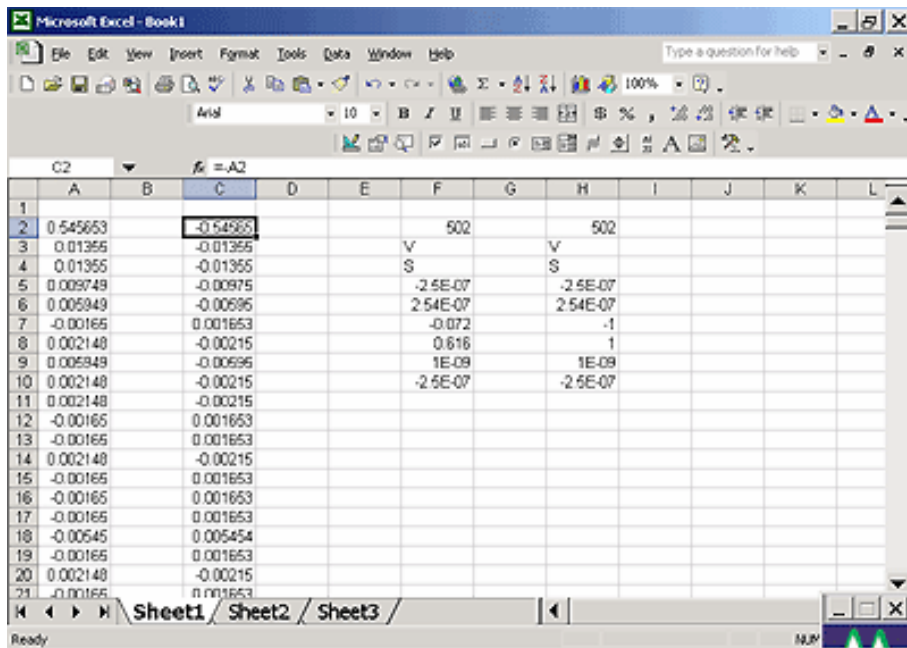 Microsoft Excel - Book1
File Edit View Insert Format Tools Data Window Help Type a question for help
100%
Arial 10 B I U $ % ,
C2 fx =-A2
A B C D E F G H I J K L
1
2 0.545653 -0.54565 502 502
3 0.01355 -0.01355 V V
4 0.01355 -0.01355 S S
5 0.009749 -0.00975 -2.5E-07 -2.5E-07
6 0.005949 -0.00595 2.54E-07 2.54E-07
7 -0.00165 0.001653 -0.072 -1
8 0.002148 -0.00215 0.616 1
9 0.005949 -0.00595 1E-09 1E-09
10 0.002148 -0.00215 -2.5E-07 -2.5E-07
11 0.002148 -0.00215
12 -0.00165 0.001653
13 -0.00165 0.001653
14 0.002148 -0.00215
15 -0.00165 0.001653
16 -0.00165 0.001653
17 -0.00165 0.001653
18 -0.00545 0.005454
19 -0.00165 0.001653
20 0.002148 -0.00215
21 -0.00165 0.001653
Sheet1 Sheet2 Sheet3
Ready NUM